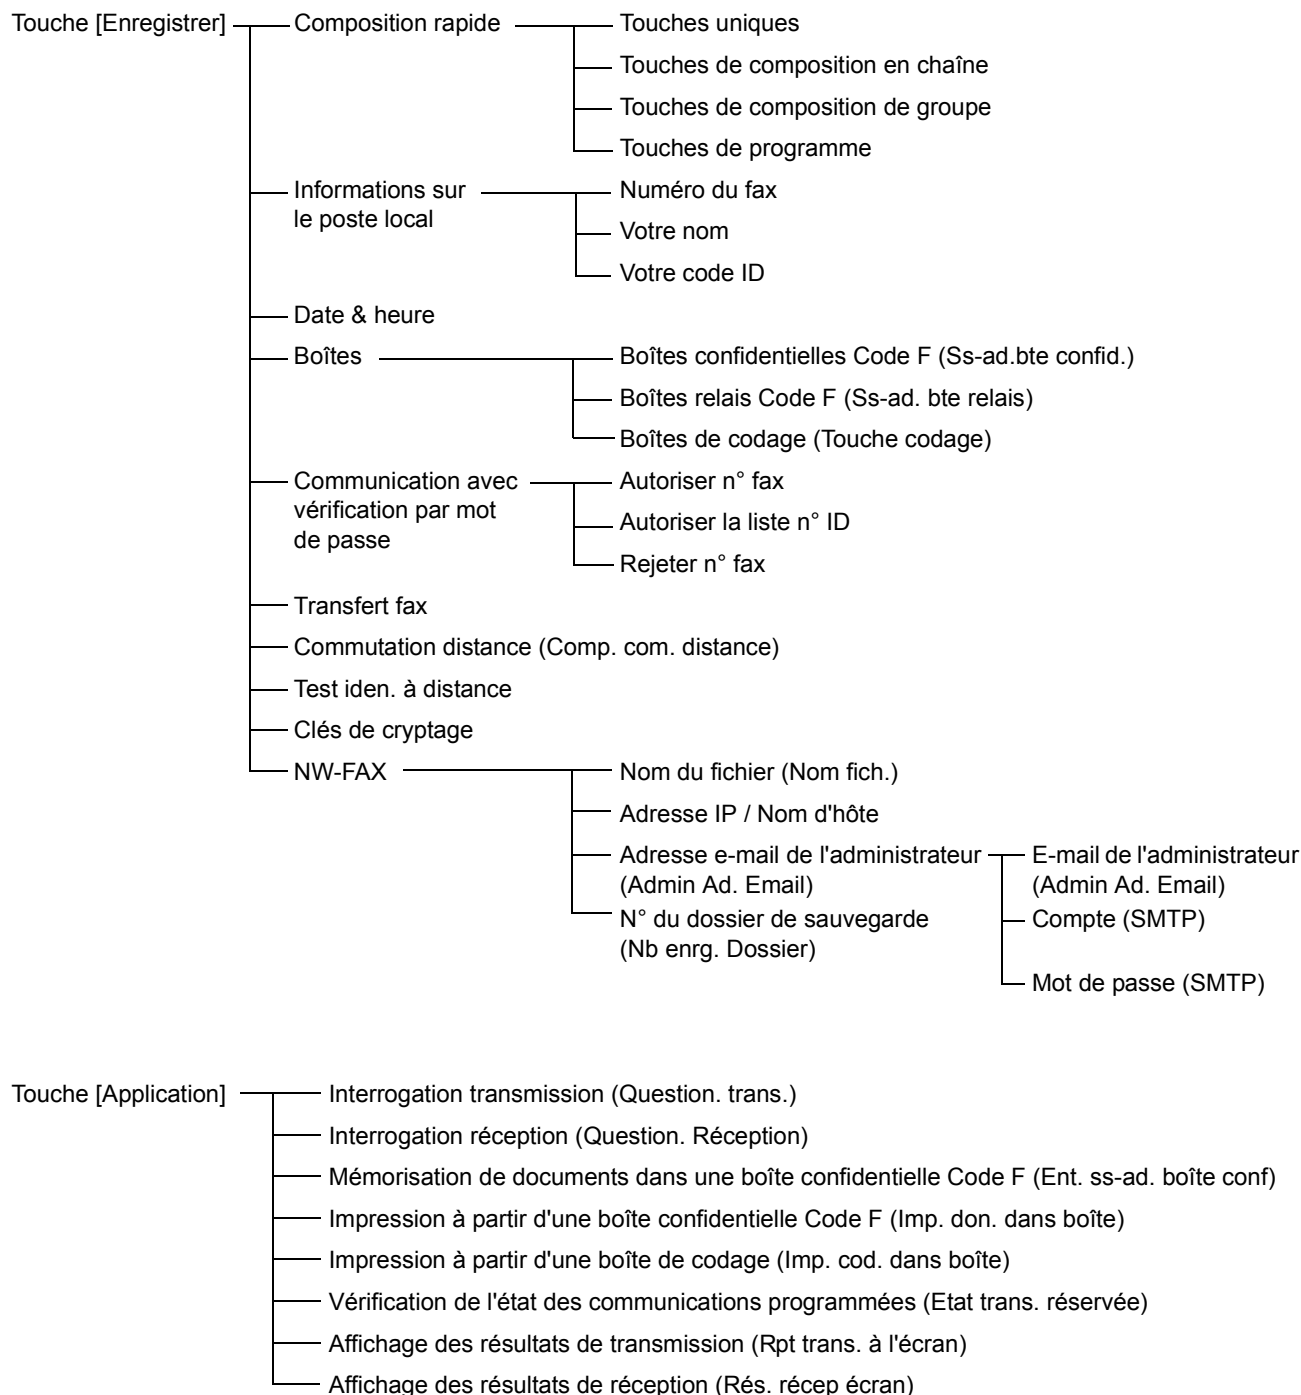 Touche [Enregistrer] Composition rapide Touches uniques
Touches de composition en chaîne
Touches de composition de groupe
Touches de programme
Informations sur Numéro du fax
le poste local
Votre nom
Votre code ID
Date & heure
Boîtes Boîtes confidentielles Code F (Ss-ad.bte confid.)
Boîtes relais Code F (Ss-ad. bte relais)
Boîtes de codage (Touche codage)
Communication avec Autoriser n° fax
vérification par mot Autoriser la liste n° ID
de passe
Rejeter n° fax
Transfert fax
Commutation distance (Comp. com. distance)
Test iden. à distance
Clés de cryptage
NW-FAX Nom du fichier (Nom fich.)
Adresse IP / Nom d'hôte
Adresse e-mail de l'administrateur E-mail de l'administrateur
(Admin Ad. Email) (Admin Ad. Email)
N° du dossier de sauvegarde Compte (SMTP)
(Nb enrg. Dossier)
Mot de passe (SMTP)
Touche [Application] Interrogation transmission (Question. trans.)
Interrogation réception (Question. Réception)
Mémorisation de documents dans une boîte confidentielle Code F (Ent. ss-ad. boîte conf)
Impression à partir d'une boîte confidentielle Code F (Imp. don. dans boîte)
Impression à partir d'une boîte de codage (Imp. cod. dans boîte)
Vérification de l'état des communications programmées (Etat trans. réservée)
Affichage des résultats de transmission (Rpt trans. à l'écran)
Affichage des résultats de réception (Rés. récep écran)